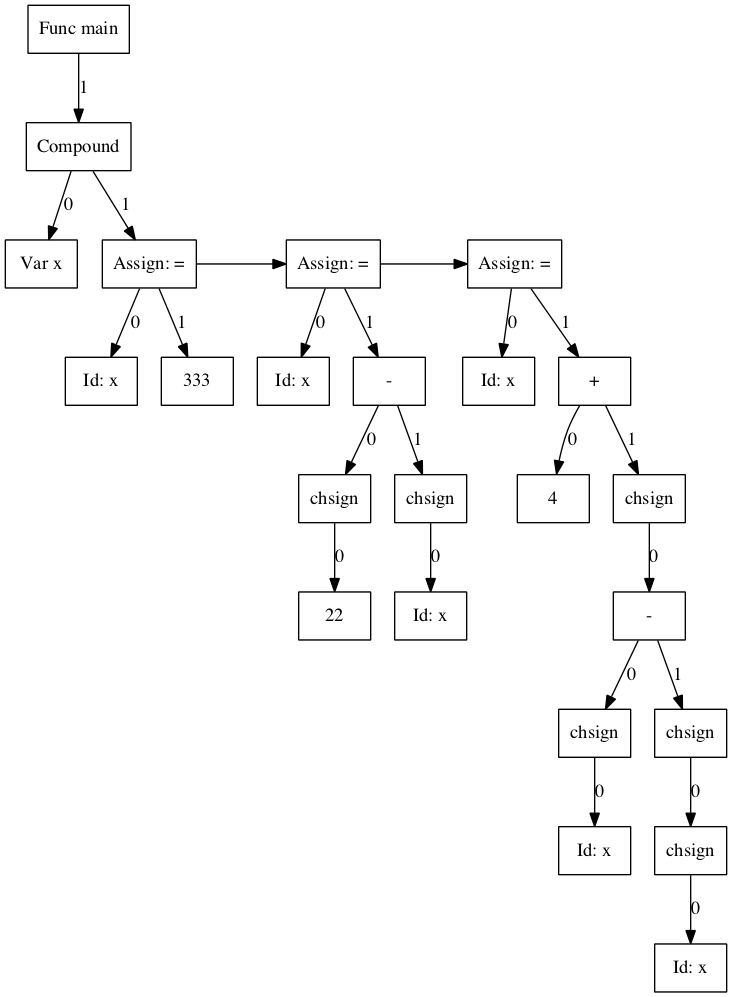 Func main
1
Compound
0
1
Var x
Assign: =
Assign: =
Assign: =
0
1
0
1
0
1
Id: x
333
Id: x
-
Id: x
+
0
1
0
1
chsign
chsign
4
chsign
0
0
0
22
Id: x
-
0
1
chsign
chsign
0
0
Id: x
chsign
0
Id: x